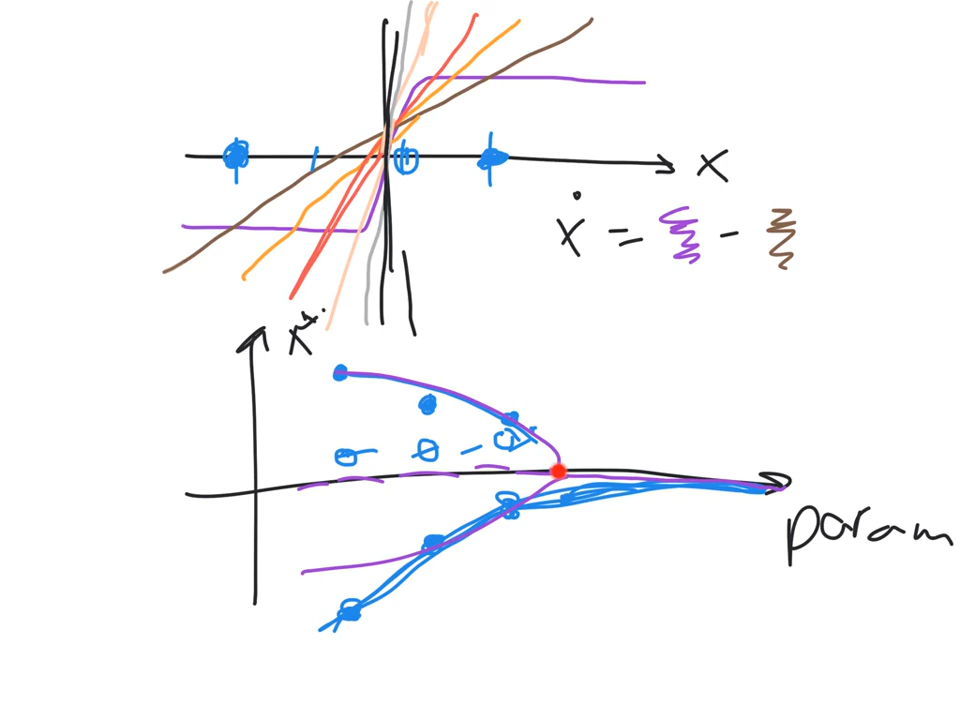 x
ẋ = -
x*
param